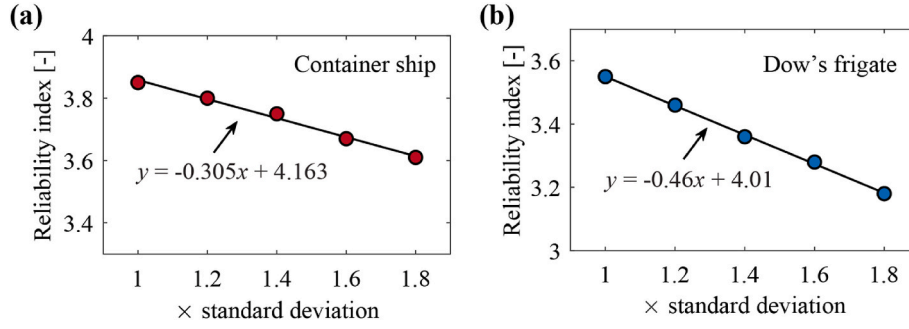 (a)
4
3.8
3.6
3.4
Reliability index [-]
Container ship
y = -0.305x + 4.163
1 1.2 1.4 1.6 1.8
× standard deviation
(b)
3.6
3.4
3.2
3
Reliability index [-]
Dow's frigate
y = -0.46x + 4.01
1 1.2 1.4 1.6 1.8
× standard deviation